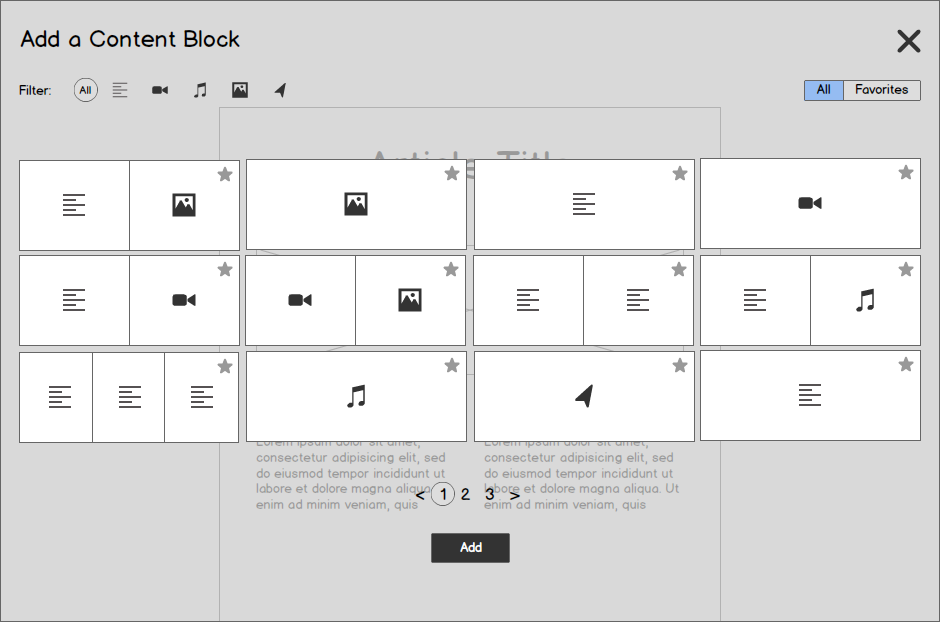 Add a Content Block
Filter: All
All Favorites
Article Title
Lorem ipsum dolor sit amet,
consectetur adipisicing elit, sed
do eiusmod tempor incididunt ut
labore et dolore magna aliqua.
enim ad minim veniam, quis
Lorem ipsum dolor sit amet,
consectetur adipisicing elit, sed
do eiusmod tempor incididunt ut
labore et dolore magna aliqua. Ut
enim ad minim veniam, quis
< 1 2 3 >
Add